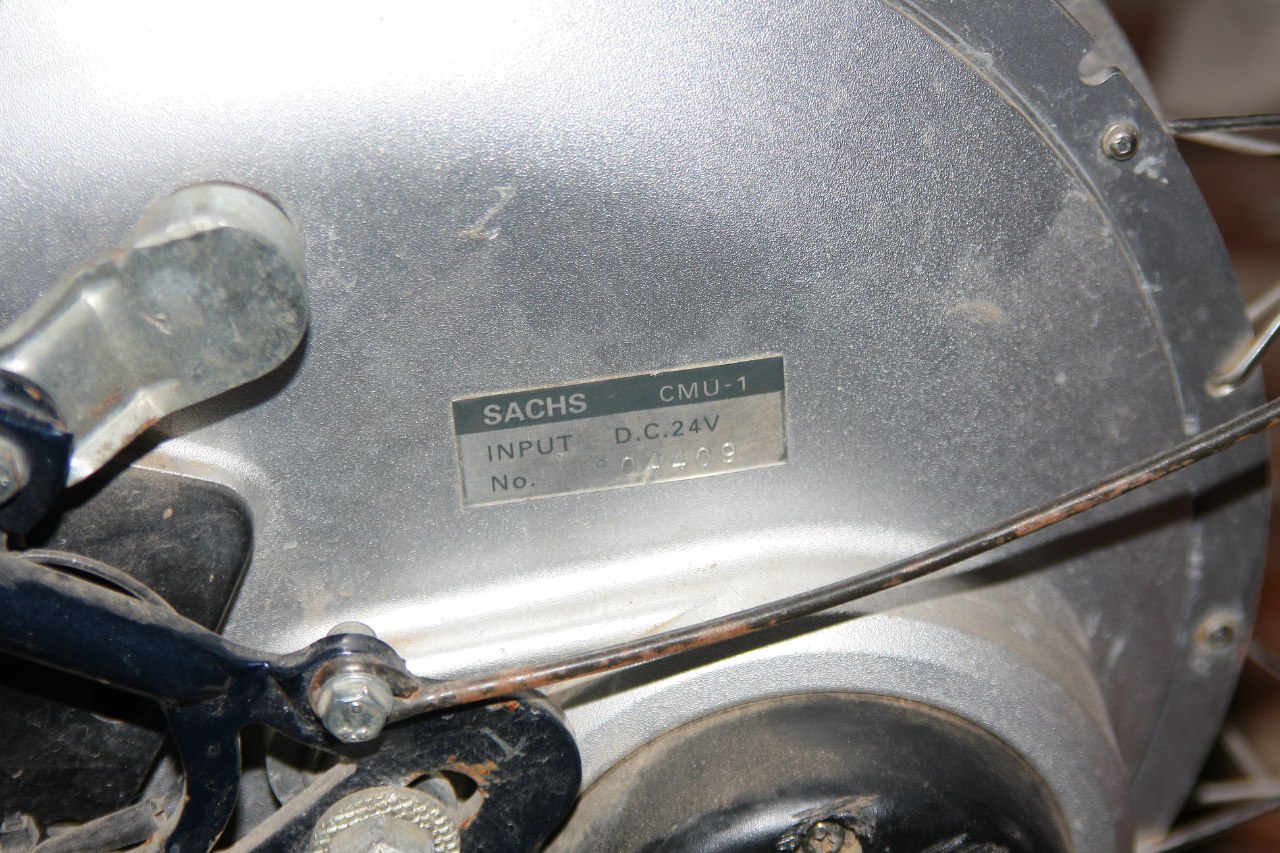 SACHS CMU-1
INPUT D.C.24V
No. 04409